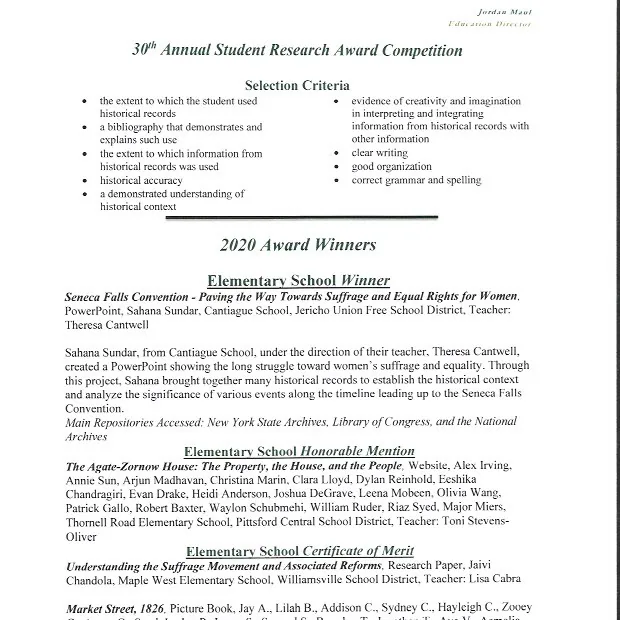 Jordan Maul
Education Director
30th Annual Student Research Award Competition
Selection Criteria
• the extent to which the student used
historical records
• a bibliography that demonstrates and
explains such use
• the extent to which information from
historical records was used
• historical accuracy
• a demonstrated understanding of
historical context
• evidence of creativity and imagination
in interpreting and integrating
information from historical records with
other information
• clear writing
• good organization
• correct grammar and spelling
2020 Award Winners
Elementary School Winner
Seneca Falls Convention - Paving the Way Towards Suffrage and Equal Rights for Women,
PowerPoint, Sahana Sundar, Cantiague School, Jericho Union Free School District, Teacher:
Theresa Cantwell
Sahana Sundar, from Cantiague School, under the direction of their teacher, Theresa Cantwell,
created a PowerPoint showing the long struggle toward women's suffrage and equality. Through
this project, Sahana brought together many historical records to establish the historical context
and analyze the significance of various events along the timeline leading up to the Seneca Falls
Convention.
Main Repositories Accessed: New York State Archives, Library of Congress, and the National
Archives
Elementary School Honorable Mention
The Agate-Zornow House: The Property, the House, and the People, Website, Alex Irving,
Annie Sun, Arjun Madhavan, Christina Marin, Clara Lloyd, Dylan Reinhold, Eeshika
Chandragiri, Evan Drake, Heidi Anderson, Joshua DeGrave, Leena Mobeen, Olivia Wang,
Patrick Gallo, Robert Baxter, Waylon Schubmehi, William Ruder, Riaz Syed, Major Miers,
Thornell Road Elementary School, Pittsford Central School District, Teacher: Toni Stevens-
Oliver
Elementary School Certificate of Merit
Understanding the Suffrage Movement and Associated Reforms, Research Paper, Jaivi
Chandola, Maple West Elementary School, Williamsville School District, Teacher: Lisa Cabra
Market Street, 1826, Picture Book, Jay A., Lilah B., Addison C., Sydney C., Hayleigh C., Zooey